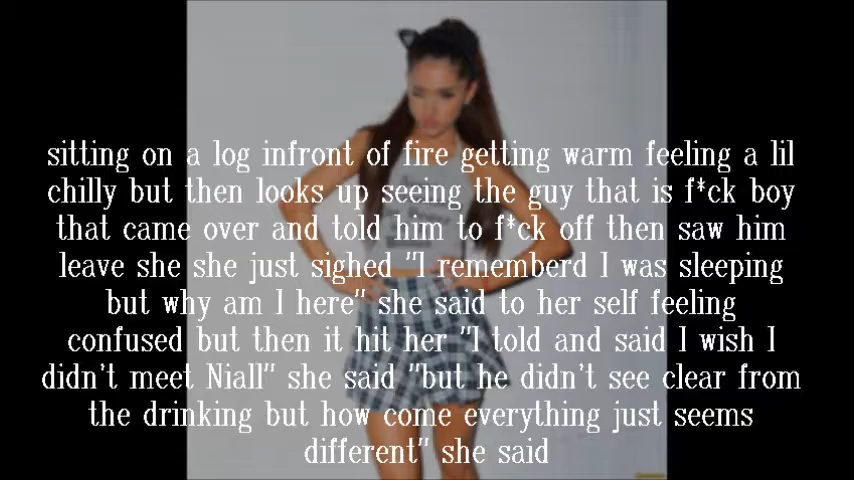 sitting on a log infront of fire getting warm feeling a lil
chilly but then looks up seeing the guy that is f*ck boy
that came over and told him to f*ck off then saw him
leave she she just sighed "I rememberd I was sleeping
but why am I here" she said to her self feeling
confused but then it hit her "I told and said I wish I
didn't meet Niall" she said "but he didn't see clear from
the drinking but how come everything just seems
different" she said